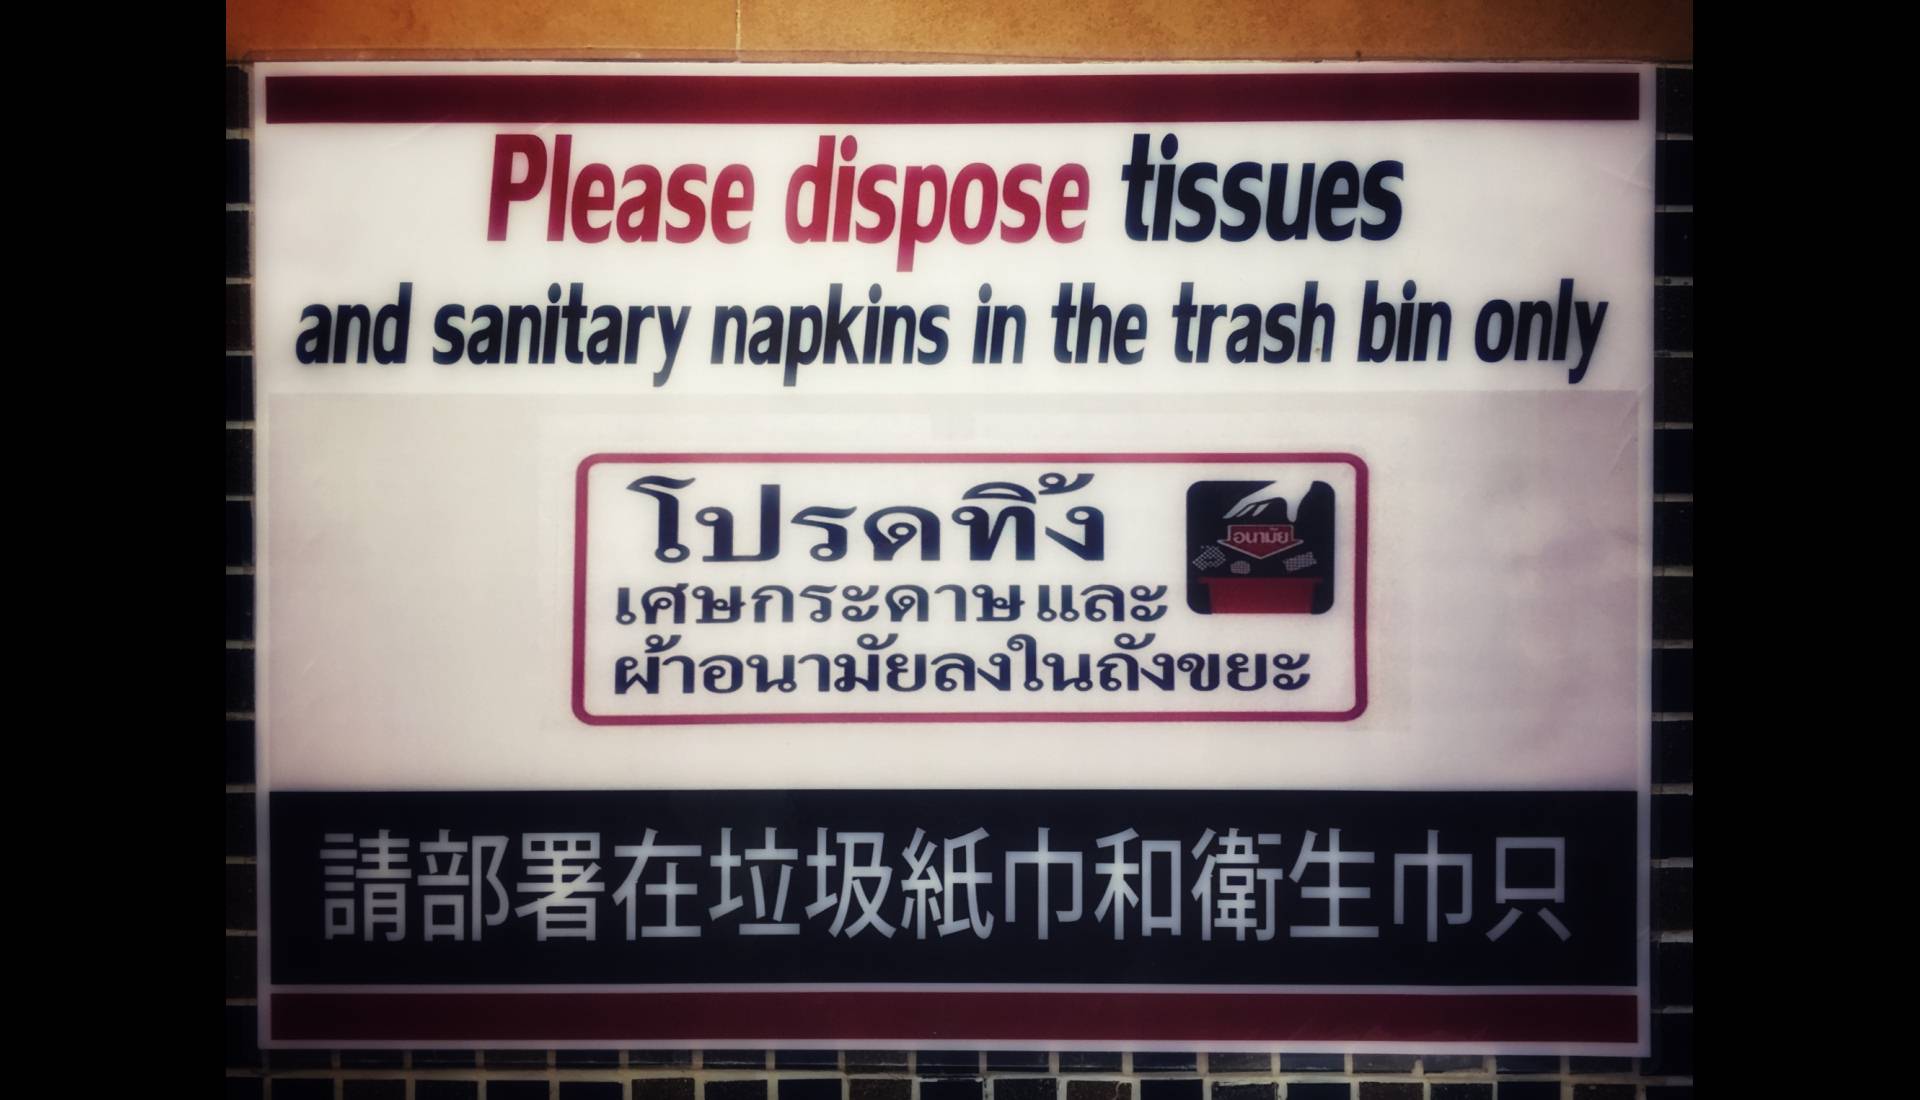 Please dispose tissues
and sanitary napkins in the trash bin only
โปรดทิ้ง
อนามัย
เศษกระดาษและ
ผ้าอนามัยลงในถังขยะ
請部署在垃圾紙巾和衛生巾只